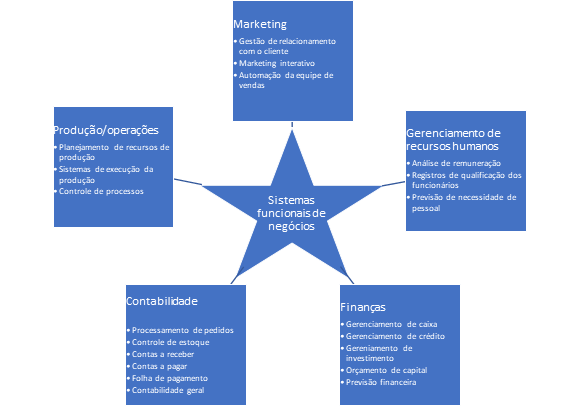 Marketing
• Gestão de relacionamento
com o cliente
• Marketing interativo
• Automação da equipe de
vendas
Produção/operações
• Planejamento de recursos de
produção
• Sistemas de execução da
produção
• Controle de processos
Gerenciamento de
recursos humanos
• Análise de remuneração
• Registros de qualificação dos
funcionários
• Previsão de necessidade de
pessoal
Sistemas
funcionais de
negócios
Contabilidade
• Processamento de pedidos
• Controle de estoque
• Contas a receber
• Contas a pagar
• Folha de pagamento
• Contabilidade geral
Finanças
• Gerenciamento de caixa
• Gerenciamento de crédito
• Gereniamento de
investimento
• Orçamento de capital
• Previsão financeira